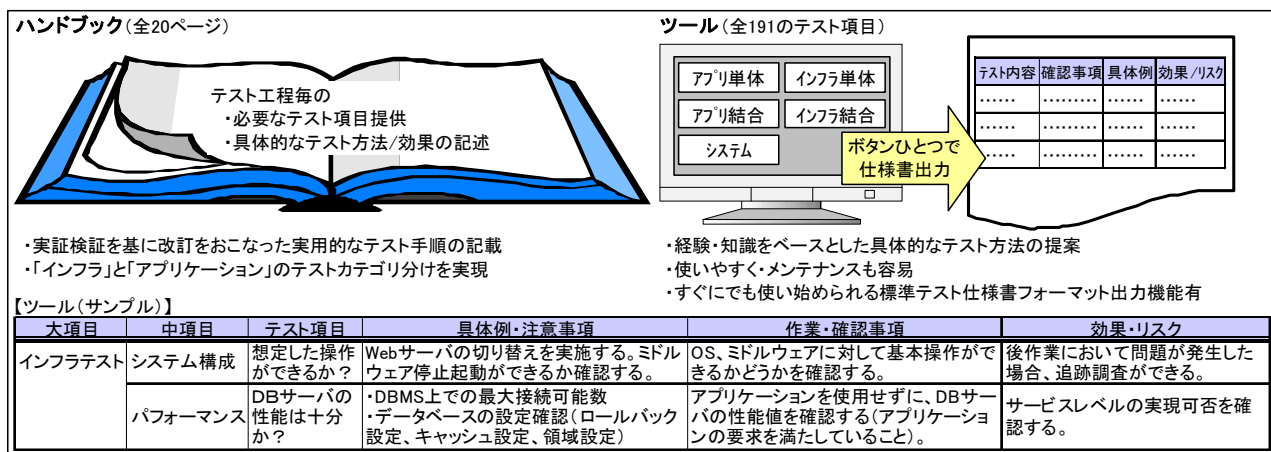 ハンドブック(全20ページ)
テスト工程毎の
・必要なテスト項目提供
・具体的なテスト方法/効果の記述
・実証検証を基に改訂をおこなった実用的なテスト手順の記載
・「インフラ」と「アプリケーション」のテストカテゴリ分けを実現
ツール(全191のテスト項目)
アプリ単体 インフラ単体
アプリ結合 インフラ結合
システム
ボタンひとつで
仕様書出力
テスト内容 確認事項 具体例 効果/リスク
…… ……… …… ……
…… ……… …… ……
…… ……… …… ……
・経験・知識をベースとした具体的なテスト方法の提案
・使いやすく・メンテナンスも容易
・すぐにでも使い始められる標準テスト仕様書フォーマット出力機能有
【ツール(サンプル)】
大項目 中項目 テスト項目 具体例・注意事項 作業・確認事項 効果・リスク
インフラテスト システム構成 想定した操作
ができるか? Webサーバの切り替えを実施する。ミドル
ウェア停止起動ができるか確認する。 OS、ミドルウェアに対して基本操作がで
きるかどうかを確認する。 後作業において問題が発生した
場合、追跡調査ができる。
パフォーマンス DBサーバの
性能は十分
か? ・DBMS上での最大接続可能数
・データベースの設定確認(ロールバック
設定、キャッシュ設定、領域設定) アプリケーションを使用せずに、DBサー
バの性能値を確認する(アプリケーショ
ンの要求を満たしていること)。 サービスレベルの実現可否を確
認する。